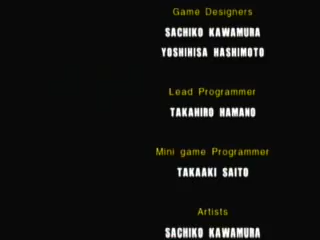 Game Designers
SACHIKO KAWAMURA
YOSHIHISA HASHIMOTO
Lead Programmer
TAKAHIRO HAMANO
Mini game Programmer
TAKAAKI SAITO
Artists
SACHIKO KAWAMURA